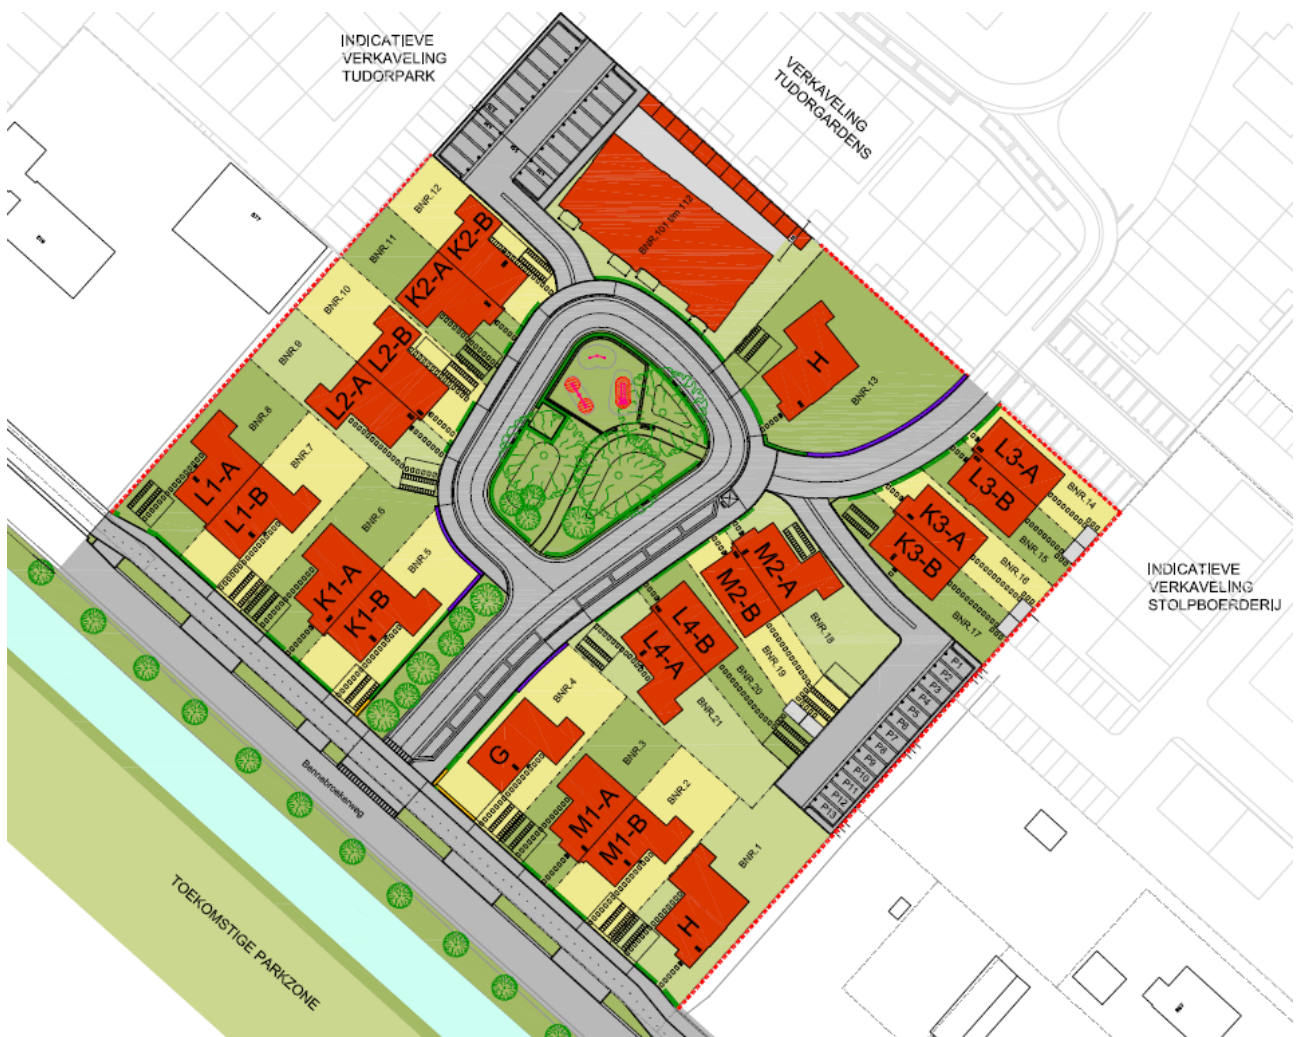 INDICATIEVE
VERKAVELING
TUDORPARK
VERKAVELING
TUDORGARDENS
BNR.12
BNR.11
BNR.10
BNR.9
BNR.8
BNR.7
BNR.6
BNR.5
K2-B
K2-A
L2-B
L2-A
L1-A
L1-B
K1-A
K1-B
BNR.101 t/m 112
H
BNR.13
L3-A
L3-B
K3-A
K3-B
BNR.14
BNR.15
BNR.16
BNR.17
INDICATIEVE
VERKAVELING
STOLPBOERDERIJ
M2-A
M2-B
L4-B
L4-A
BNR.18
BNR.19
BNR.20
BNR.21
P1
P2
P3
P4
P5
P6
P7
P8
P9
P10
P11
P12
P13
BNR.4
G
BNR.3
BNR.2
M1-A
M1-B
BNR.1
H
Bennebroekerweg
TOEKOMSTIGE PARKZONE